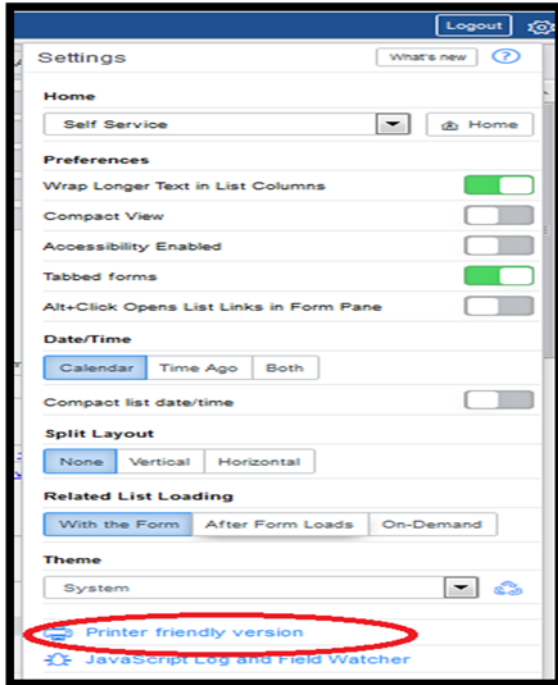 Logout
Settings What's new ?
Home
Self Service Home
Preferences
Wrap Longer Text in List Columns
Compact View
Accessibility Enabled
Tabbed forms
Alt+Click Opens List Links in Form Pane
Date/Time
Calendar Time Ago Both
Compact list date/time
Split Layout
None Vertical Horizontal
Related List Loading
With the Form After Form Loads On-Demand
Theme
System
Printer friendly version
JavaScript Log and Field Watcher